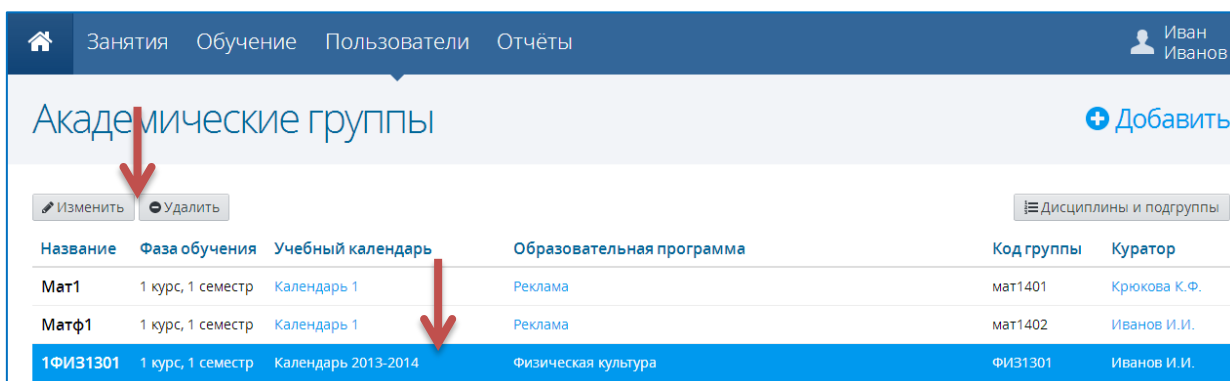 Занятия Обучение Пользователи Отчёты Иван
Иванов
Академические группы Добавить
Изменить Удалить Дисциплины и подгруппы
Название Фаза обучения Учебный календарь Образовательная программа Код группы Куратор
Мат1 1 курс, 1 семестр Календарь 1 Реклама мат1401 Крюкова К.Ф.
Матф1 1 курс, 1 семестр Календарь 1 Реклама мат1402 Иванов И.И.
1ФИЗ1301 1 курс, 1 семестр Календарь 2013-2014 Физическая культура ФИЗ1301 Иванов И.И.